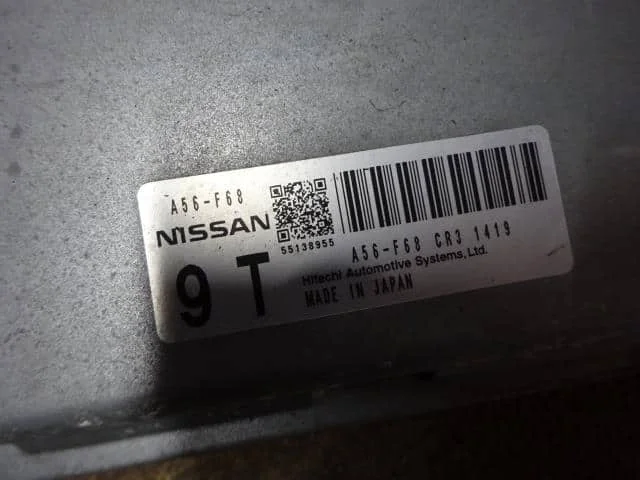 A56-F68
NISSAN
55138955
9 T
A56-F68 CR3 1419
Hitachi Automotive Systems,Ltd.
MADE IN JAPAN